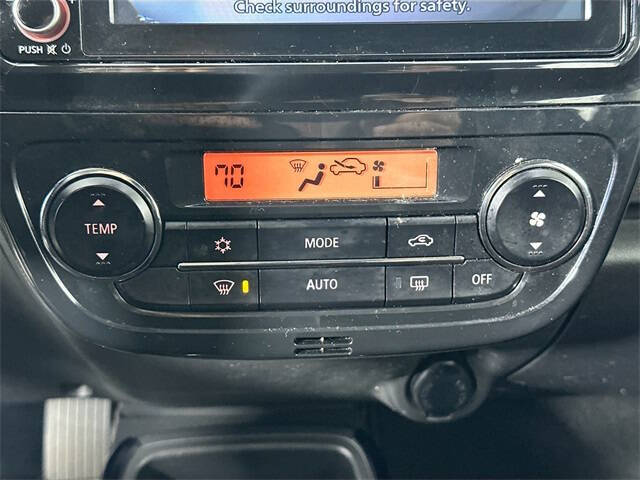 Check surroundings for safety.
PUSH
70
TEMP
MODE
AUTO
OFF